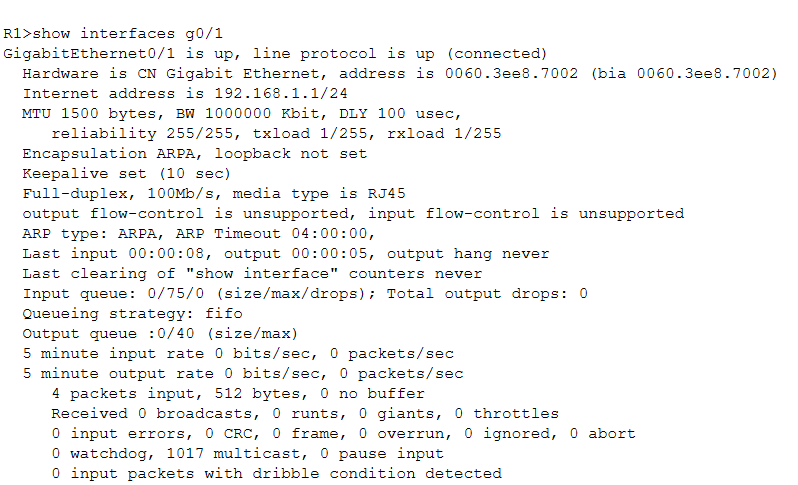 R1>show interfaces g0/1
GigabitEthernet0/1 is up, line protocol is up (connected)
Hardware is CN Gigabit Ethernet, address is 0060.3ee8.7002 (bia 0060.3ee8.7002)
Internet address is 192.168.1.1/24
MTU 1500 bytes, BW 1000000 Kbit, DLY 100 usec,
reliability 255/255, txload 1/255, rxload 1/255
Encapsulation ARPA, loopback not set
Keepalive set (10 sec)
Full-duplex, 100Mb/s, media type is RJ45
output flow-control is unsupported, input flow-control is unsupported
ARP type: ARPA, ARP Timeout 04:00:00,
Last input 00:00:08, output 00:00:05, output hang never
Last clearing of "show interface" counters never
Input queue: 0/75/0 (size/max/drops); Total output drops: 0
Queueing strategy: fifo
Output queue :0/40 (size/max)
5 minute input rate 0 bits/sec, 0 packets/sec
5 minute output rate 0 bits/sec, 0 packets/sec
4 packets input, 512 bytes, 0 no buffer
Received 0 broadcasts, 0 runts, 0 giants, 0 throttles
0 input errors, 0 CRC, 0 frame, 0 overrun, 0 ignored, 0 abort
0 watchdog, 1017 multicast, 0 pause input
0 input packets with dribble condition detected